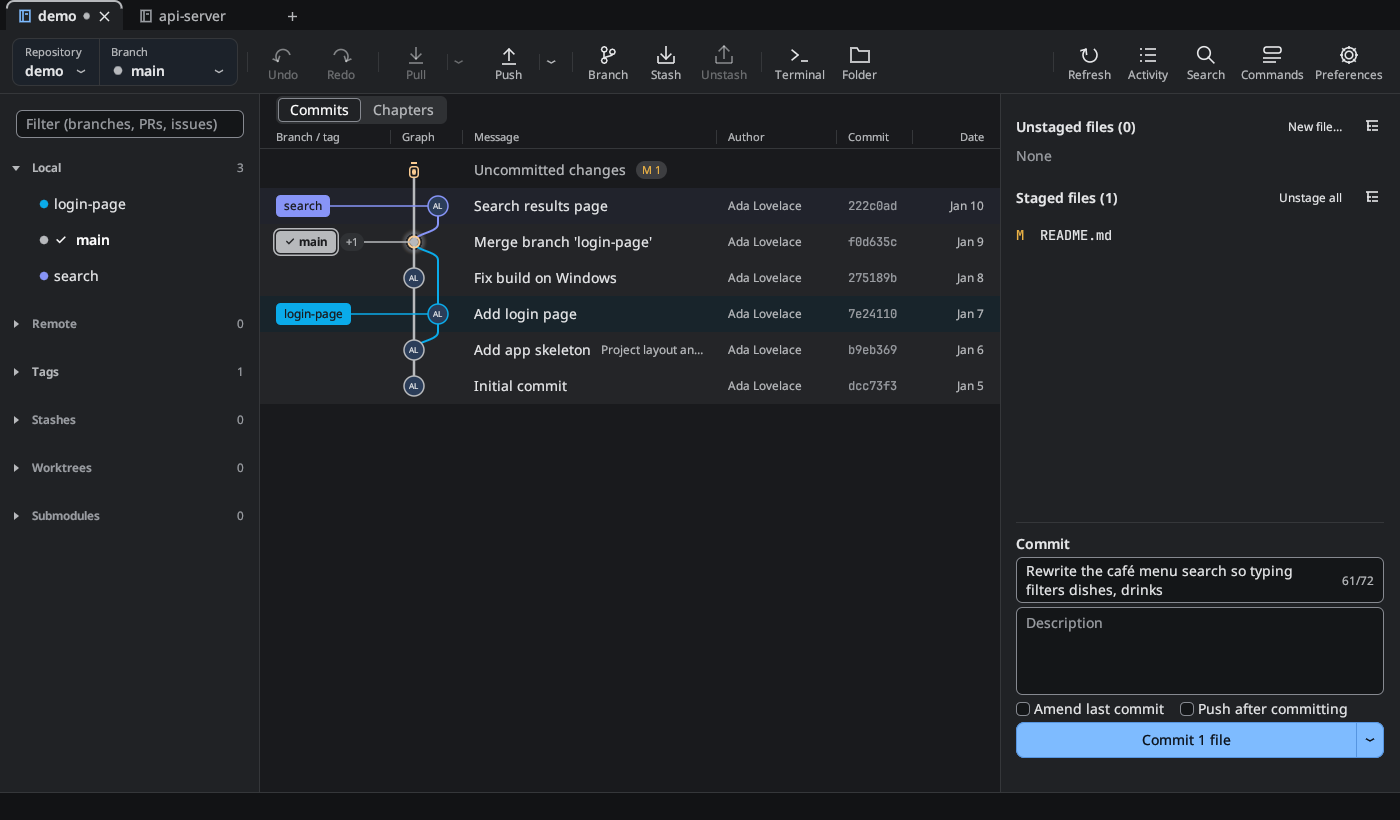 demo
api-server
Repository
demo
Branch
main
Undo
Redo
Pull
Push
Branch
Stash
Unstash
Terminal
Folder
Refresh
Activity
Search
Commands
Preferences
Filter (branches, PRs, issues)
Local 3
login-page
main
search
Remote 0
Tags 1
Stashes 0
Worktrees 0
Submodules 0
Commits Chapters
Branch / tag Graph Message Author Commit Date
Uncommitted changes M 1
search AL Search results page Ada Lovelace 222c0ad Jan 10
main +1 Merge branch 'login-page' Ada Lovelace f0d635c Jan 9
AL Fix build on Windows Ada Lovelace 275189b Jan 8
login-page AL Add login page Ada Lovelace 7e24110 Jan 7
AL Add app skeleton Project layout an... Ada Lovelace b9eb369 Jan 6
AL Initial commit Ada Lovelace dcc73f3 Jan 5
Unstaged files (0) New file...
None
Staged files (1) Unstage all
M README.md
Commit
Rewrite the café menu search so typing
filters dishes, drinks
61/72
Description
Amend last commit Push after committing
Commit 1 file